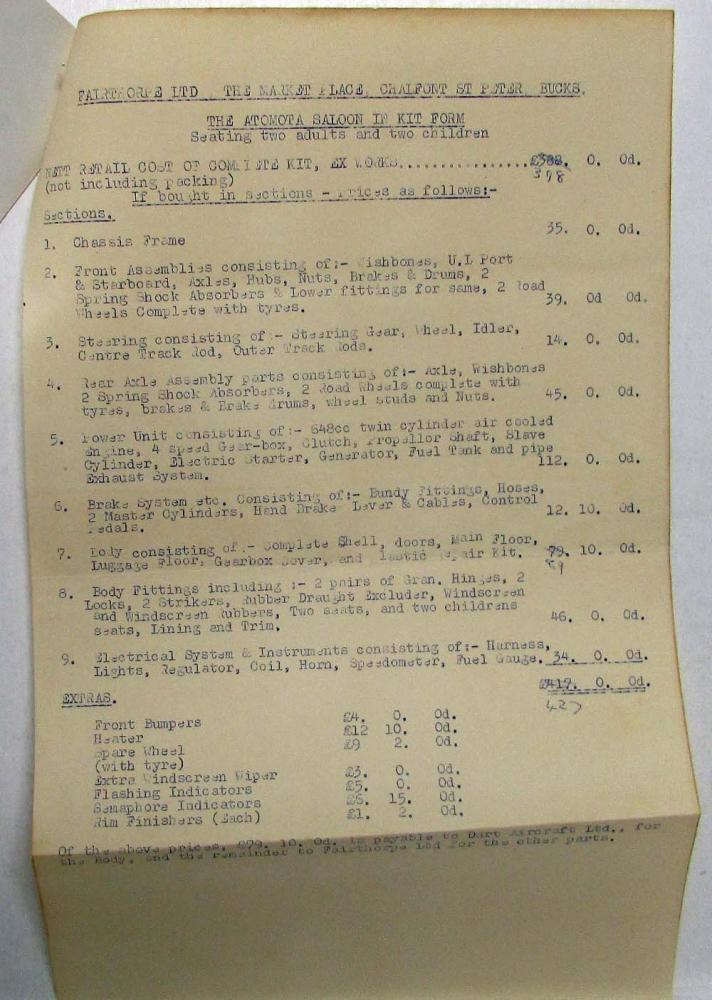 FAIRTHORPE LTD THE MARKET PLACE, CHALFONT ST PETER BUCKS.
THE ATOMOTA SALOON IN KIT FORM
Seating two adults and two children
NETT RETAIL COST OF COMPLETE KIT, EX WORKS................£388. 0. 0d.
398
(not including packing)
If bought in sections - Prices as follows:-
Sections.
1. Chassis Frame 35. 0. 0d.
2. Front Assemblies consisting of:- Wishbones, U.L Port
& Starboard, Axles, Hubs, Nuts, Brakes & Drums, 2
Spring Shock Absorbers & Lower fittings for same, 2 Road
Wheels Complete with tyres. 39. 0d 0d.
3. Steering consisting of:- Steering Gear, Wheel, Idler,
Centre Track Rod, Outer Track Rods. 14. 0. 0d.
4. Rear Axle Assembly parts consisting of:- Axle, Wishbones
2 Spring Shock Absorbers, 2 Road Wheels complete with
tyres, brakes & Brake drums, wheel studs and Nuts. 45. 0. 0d.
5. Power Unit consisting of:- 648cc twin cylinder air cooled
Engine, 4 speed Gear-box, Clutch, Propellor Shaft, Slave
Cylinder, Electric Starter, Generator, Fuel Tank and pipe
Exhaust System. 112. 0. 0d.
6. Brake System etc. Consisting of:- Bundy Fittings, Hoses,
2 Master Cylinders, Hand Brake Lever & Cables, Control
Pedals. 12. 10. 0d.
7. Body consisting of - Complete Shell, doors, Main Floor,
Luggage Floor, Gearbox Cover, and Plastic Repair Kit. 79. 10. 0d.
89
8. Body Fittings including :- 2 pairs of Gran. Hinges, 2
Locks, 2 Strikers, Rubber Draught Excluder, Windscreen
and Windscreen Rubbers, Two seats, and two childrens
seats, Lining and Trim. 46. 0. 0d.
9. Electrical System & Instruments consisting of:- Harness,
Lights, Regulator, Coil, Horn, Speedometer, Fuel Gauge. 34. 0. 0d.
£417. 0. 0d.
427
EXTRAS.
Front Bumpers £4. 0. 0d.
Heater £12 10. 0d.
Spare Wheel £9 2. 0d.
(with tyre)
Extra Windscreen Wiper £3. 0. 0d.
Flashing Indicators £5. 0. 0d.
Semaphore Indicators 15. 0d.
Rim Finishers (Each) £1. 2. 0d.
Of the above prices, £79. 10. 0d. is payable to Dart Aircraft Ltd., for
the Body, and the remainder to Fairthorpe Ltd for the other parts.